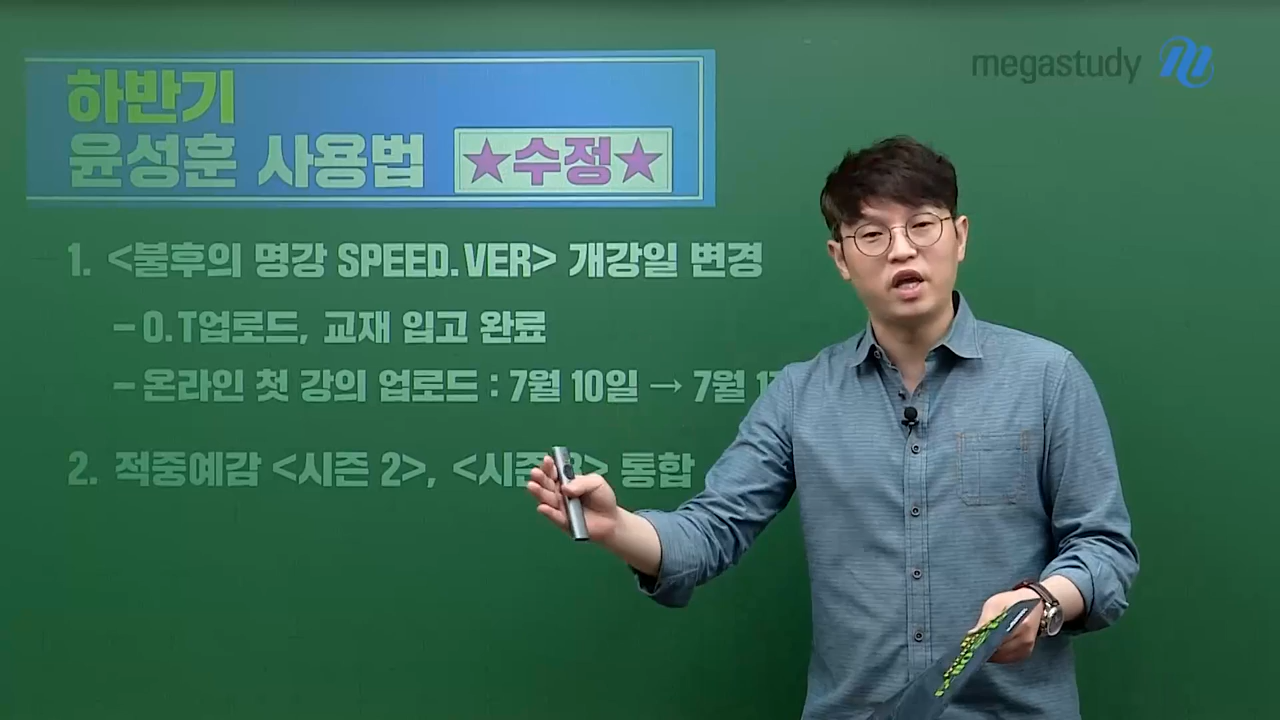 megastudy
하반기
윤성훈 사용법 ★수정★
1. <불후의 명강 SPEED.VER> 개강일 변경
- O.T업로드, 교재 입고 완료
- 온라인 첫 강의 업로드 : 7월 10일 → 7월
2. 적중예감 <시즌 2>, <시즌 3> 통합